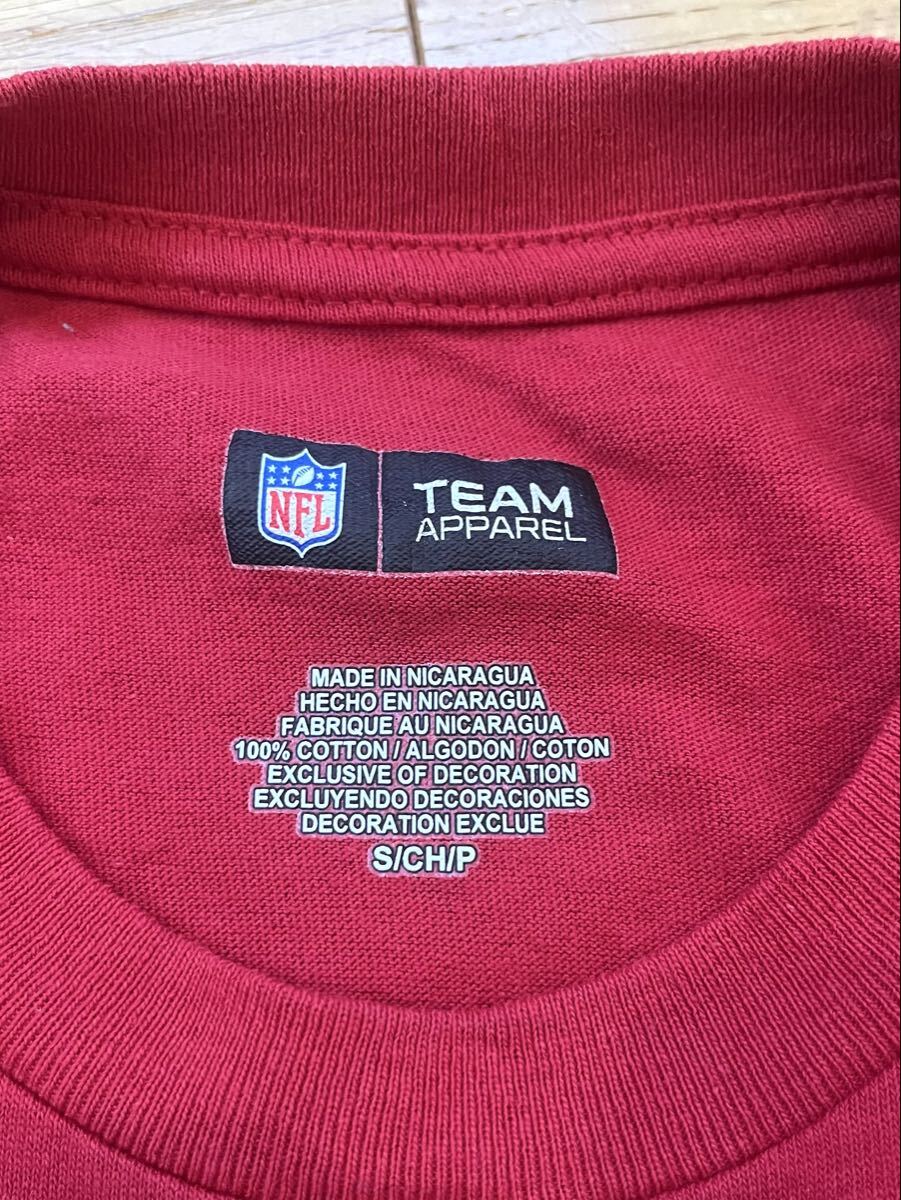 NFL
TEAM
APPAREL
MADE IN NICARAGUA
HECHO EN NICARAGUA
FABRIQUE AU NICARAGUA
100% COTTON / ALGODON / COTON
EXCLUSIVE OF DECORATION
EXCLUYENDO DECORACIONES
DECORATION EXCLUE
S/CH/P